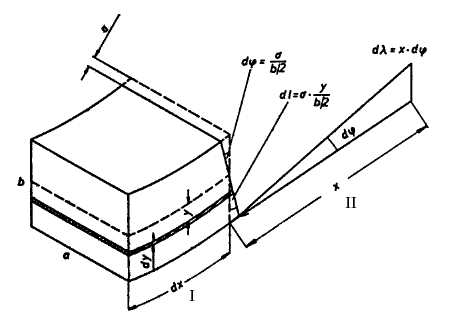 σ
dφ = σ / b/2
dλ = x · dφ
dl = σ · y / b/2
dφ
b
x
II
y
a
dy
dx
I